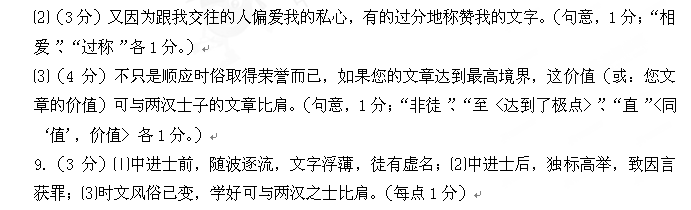 ⑵(3分)又因为跟我交往的人偏爱我的私心，有的过分地称赞我的文字。(句意，1分；“相
爱”、“过称”各1分。)
⑶(4 分)不只是顺应时俗取得荣誉而已，如果您的文章达到最高境界，这价值(或：您文
章的价值)可与两汉士子的文章比肩。(句意，1分；“非徒”、“至〈达到了极点〉”、“直”<同
‘值’，价值〉各1分。)
9.(3 分)⑴中进士前，随波逐流，文字浮薄，徒有虚名；⑵中进士后，独标高举，致因言
获罪；⑶时文风俗已变，学好可与两汉之士比肩。(每点1分)